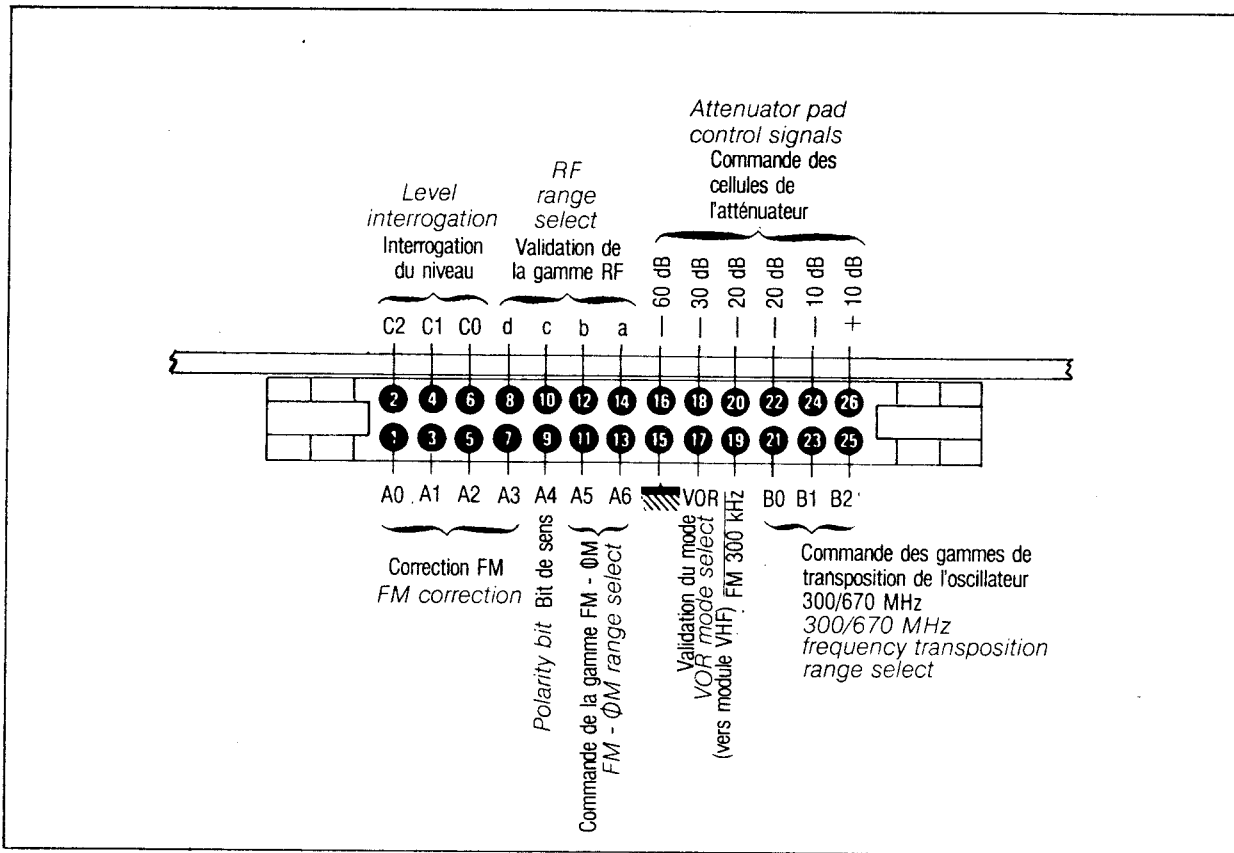 Attenuator pad
control signals
Commande des
cellules de
l'atténuateur
RF
range
select
Validation de
la gamme RF
Level
interrogation
Interrogation
du niveau
C2 C1 C0 d c b a — 60 dB — 30 dB — 20 dB — 20 dB — 10 dB + 10 dB
2 4 6 8 10 12 14 16 18 20 22 24 26
1 3 5 7 9 11 13 15 17 19 21 23 25
A0 A1 A2 A3 A4 A5 A6 VOR B0 B1 B2
Correction FM
FM correction
Polarity bit Bit de sens
Commande de la gamme FM - ΦM
FM - ΦM range select
Validation du mode
VOR mode select
(vers module VHF) FM 300 kHz
Commande des gammes de
transposition de l'oscillateur
300/670 MHz
300/670 MHz
frequency transposition
range select